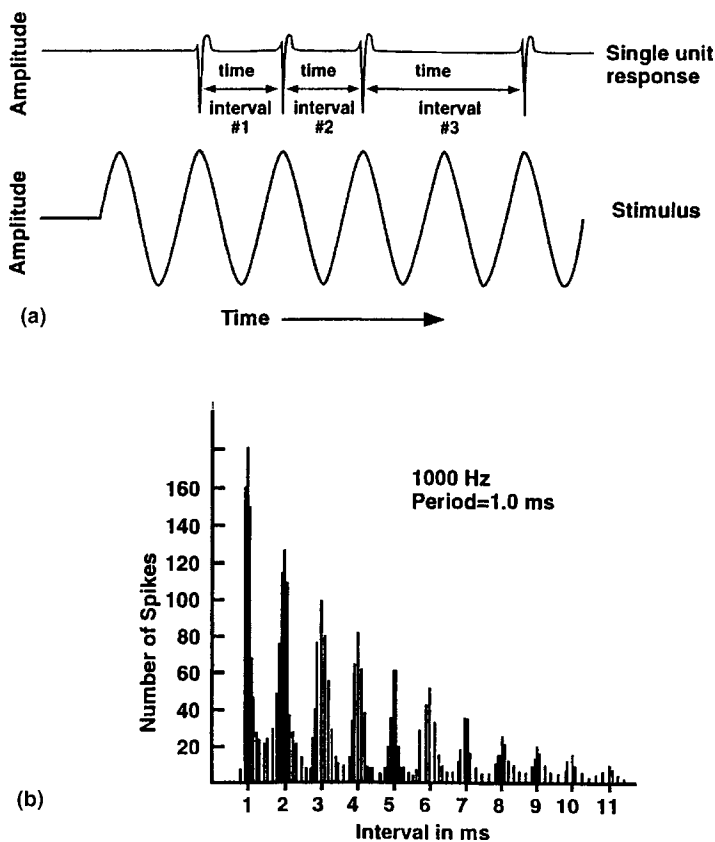 Amplitude
time time time
interval interval interval
#1 #2 #3
Single unit
response
Amplitude
Stimulus
(a)
Time
Number of Spikes
160
140
120
100
80
60
40
20
1000 Hz
Period=1.0 ms
1 2 3 4 5 6 7 8 9 10 11
Interval in ms
(b)